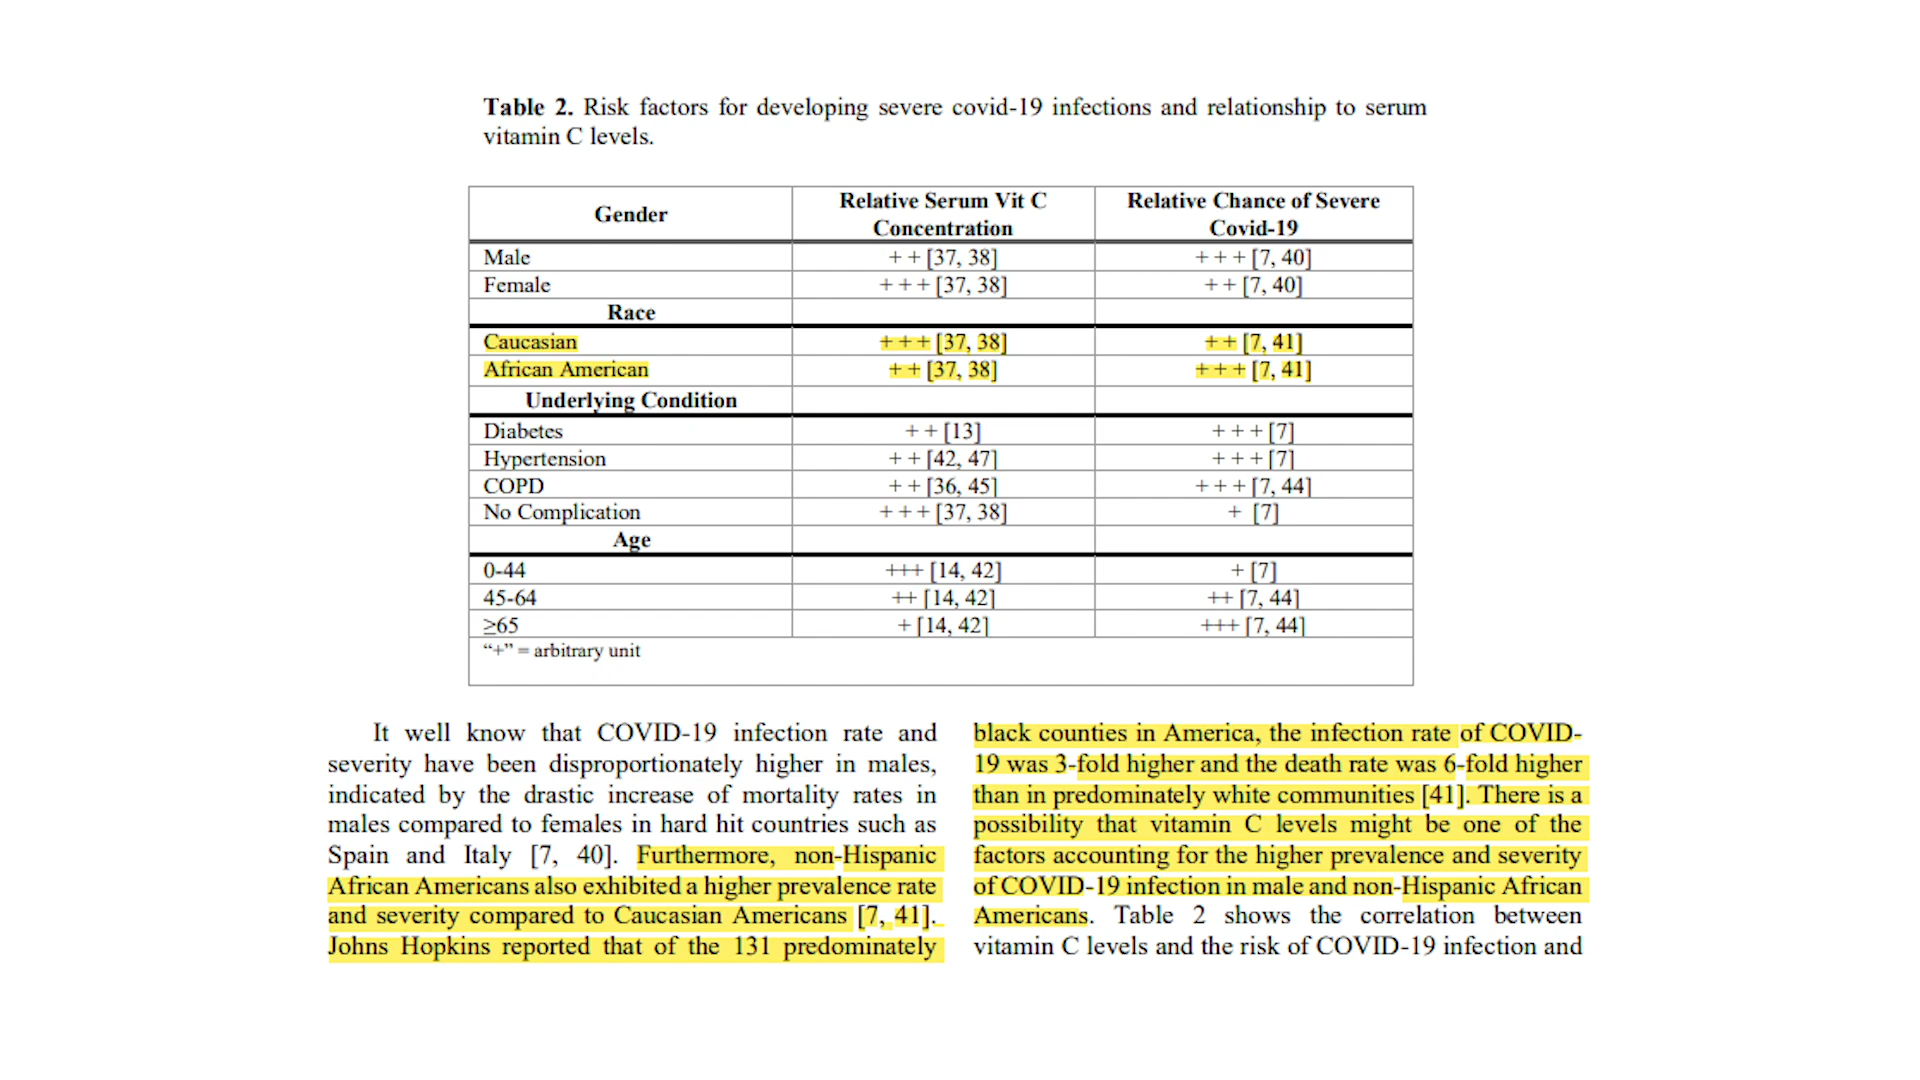 Table 2. Risk factors for developing severe covid-19 infections and relationship to serum
vitamin C levels.
Gender Relative Serum Vit C Concentration Relative Chance of Severe Covid-19
Male + + [37, 38] + + + [7, 40]
Female + + + [37, 38] + + [7, 40]
Race
Caucasian + + + [37, 38] + + [7, 41]
African American + + [37, 38] + + + [7, 41]
Underlying Condition
Diabetes + + [13] + + + [7]
Hypertension + + [42, 47] + + + [7]
COPD + + [36, 45] + + + [7, 44]
No Complication + + + [37, 38] + [7]
Age
0-44 +++ [14, 42] + [7]
45-64 ++ [14, 42] ++ [7, 44]
≥65 + [14, 42] +++ [7, 44]
“+” = arbitrary unit
It well know that COVID-19 infection rate and
severity have been disproportionately higher in males,
indicated by the drastic increase of mortality rates in
males compared to females in hard hit countries such as
Spain and Italy [7, 40]. Furthermore, non-Hispanic
African Americans also exhibited a higher prevalence rate
and severity compared to Caucasian Americans [7, 41].
Johns Hopkins reported that of the 131 predominately
black counties in America, the infection rate of COVID-
19 was 3-fold higher and the death rate was 6-fold higher
than in predominately white communities [41]. There is a
possibility that vitamin C levels might be one of the
factors accounting for the higher prevalence and severity
of COVID-19 infection in male and non-Hispanic African
Americans. Table 2 shows the correlation between
vitamin C levels and the risk of COVID-19 infection and